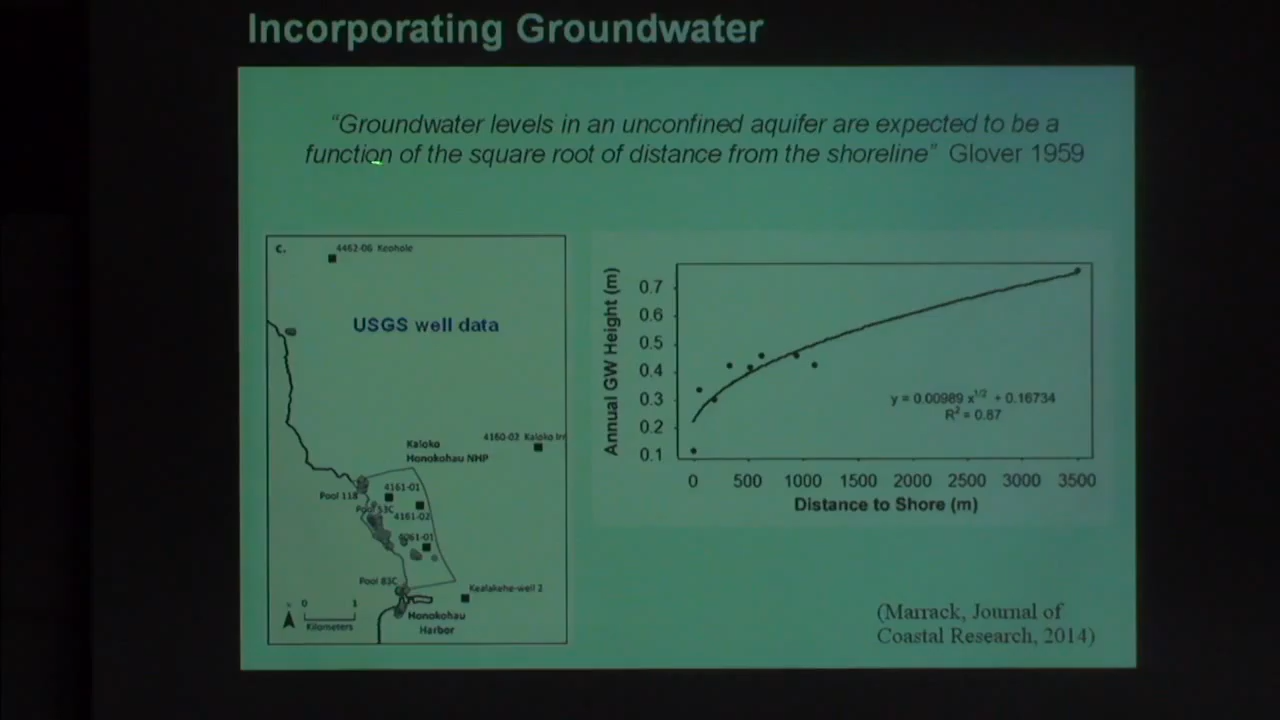 Incorporating Groundwater
“Groundwater levels in an unconfined aquifer are expected to be a
function of the square root of distance from the shoreline” Glover 1959
c.
4462-06 Keohole
USGS well data
4160-02 Kaloko Irr
Kaloko
Honokohau NHP
4161-01
Pool 118
Pool 53C
4161-02
4061-01
Pool 83C
Kealakehe-well 2
0 1
Kilometers
Honokohau
Harbor
Annual GW Height (m)
0.7
0.6
0.5
0.4
0.3
0.2
0.1
y = 0.00989 x^1/2 + 0.16734
R² = 0.87
0 500 1000 1500 2000 2500 3000 3500
Distance to Shore (m)
(Marrack, Journal of
Coastal Research, 2014)